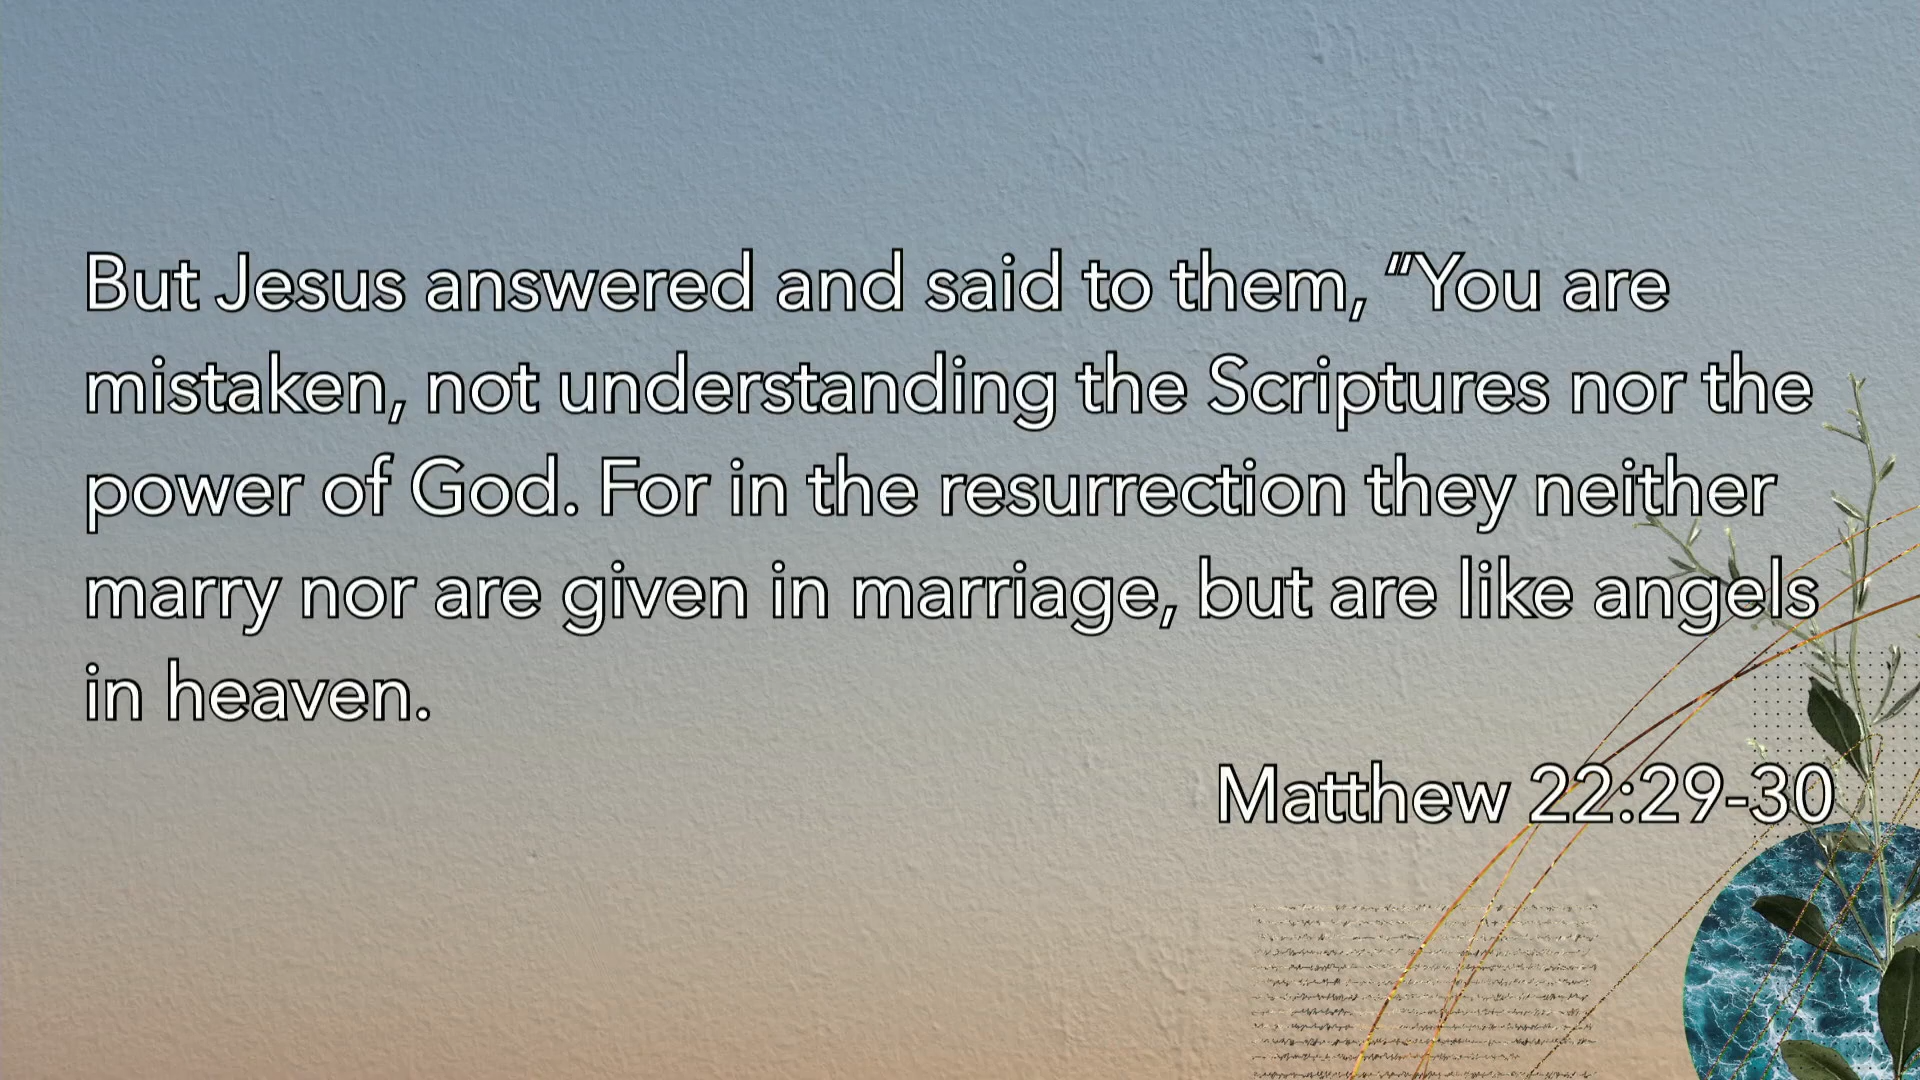 But Jesus answered and said to them, “You are
mistaken, not understanding the Scriptures nor the
power of God. For in the resurrection they neither
marry nor are given in marriage, but are like angels
in heaven.
Matthew 22:29-30